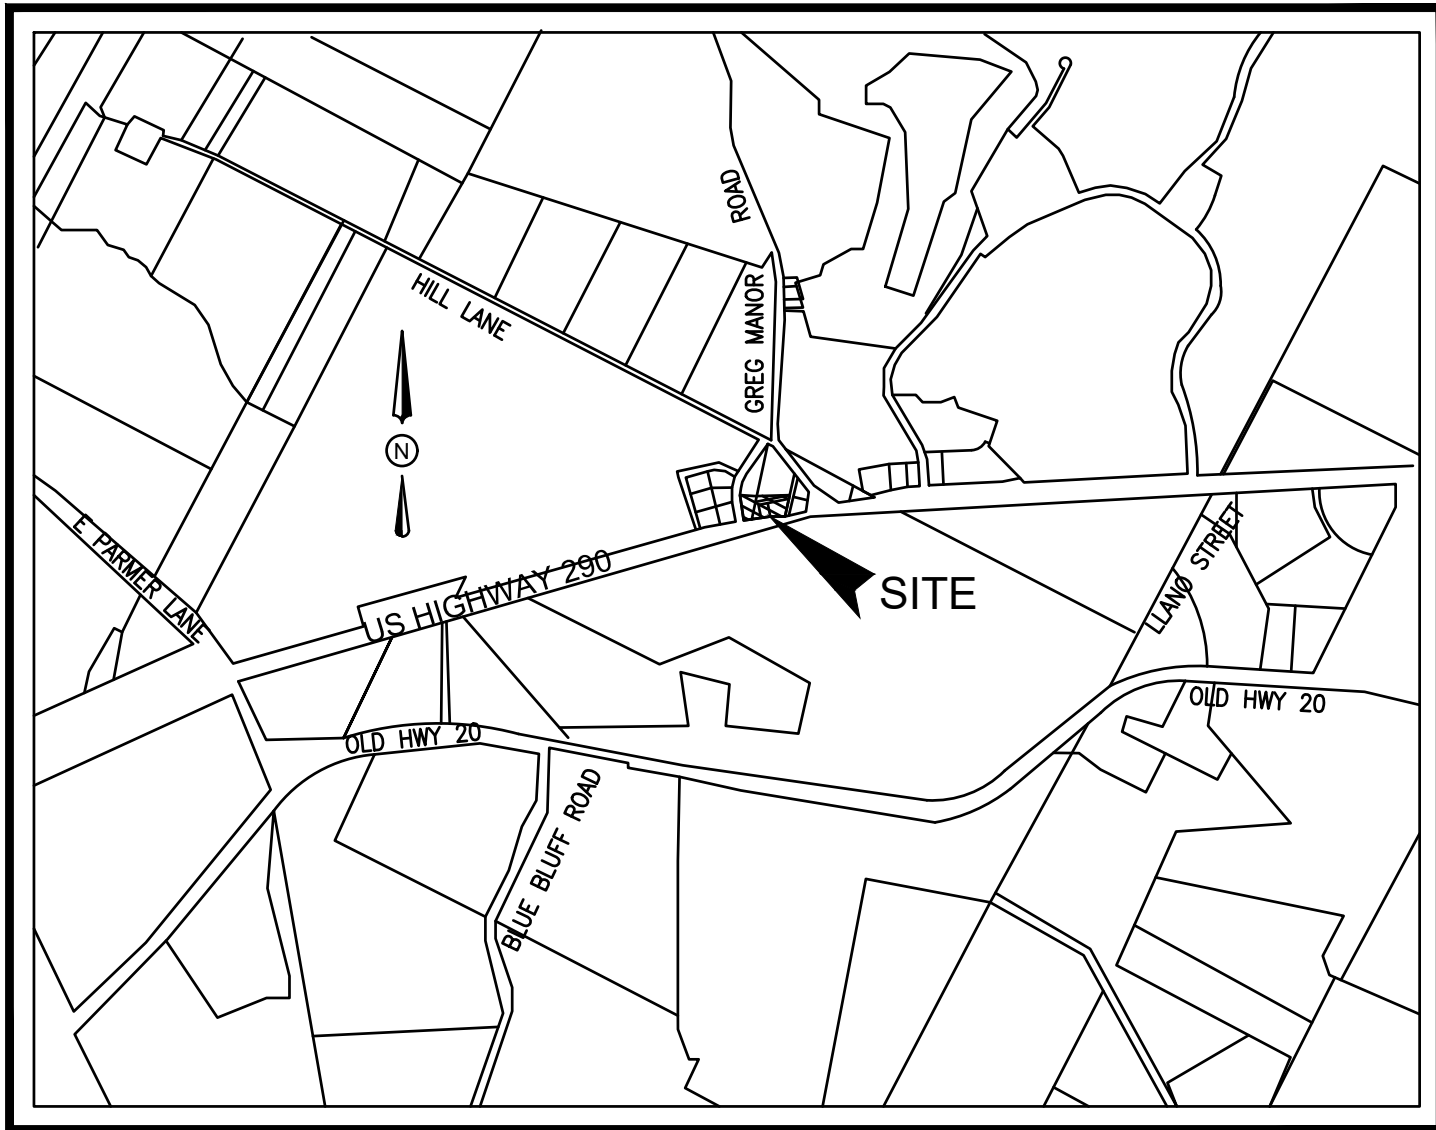 ROAD
HILL LANE
GREG MANOR
N
E PARMER LANE
US HIGHWAY 290
SITE
LLANO STREET
OLD HWY 20
OLD HWY 20
BLUE BLUFF ROAD